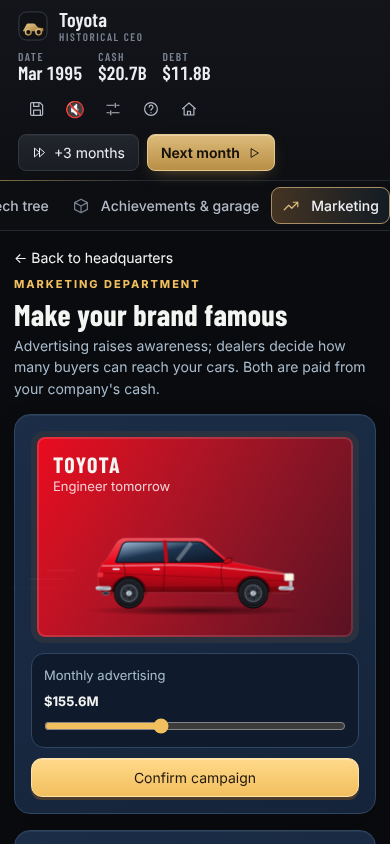 Toyota
HISTORICAL CEO
DATE CASH DEBT
Mar 1995 $20.7B $11.8B
+3 months
Next month
ech tree Achievements & garage Marketing
← Back to headquarters
MARKETING DEPARTMENT
Make your brand famous
Advertising raises awareness; dealers decide how
many buyers can reach your cars. Both are paid from
your company's cash.
TOYOTA
Engineer tomorrow
Monthly advertising
$155.6M
Confirm campaign